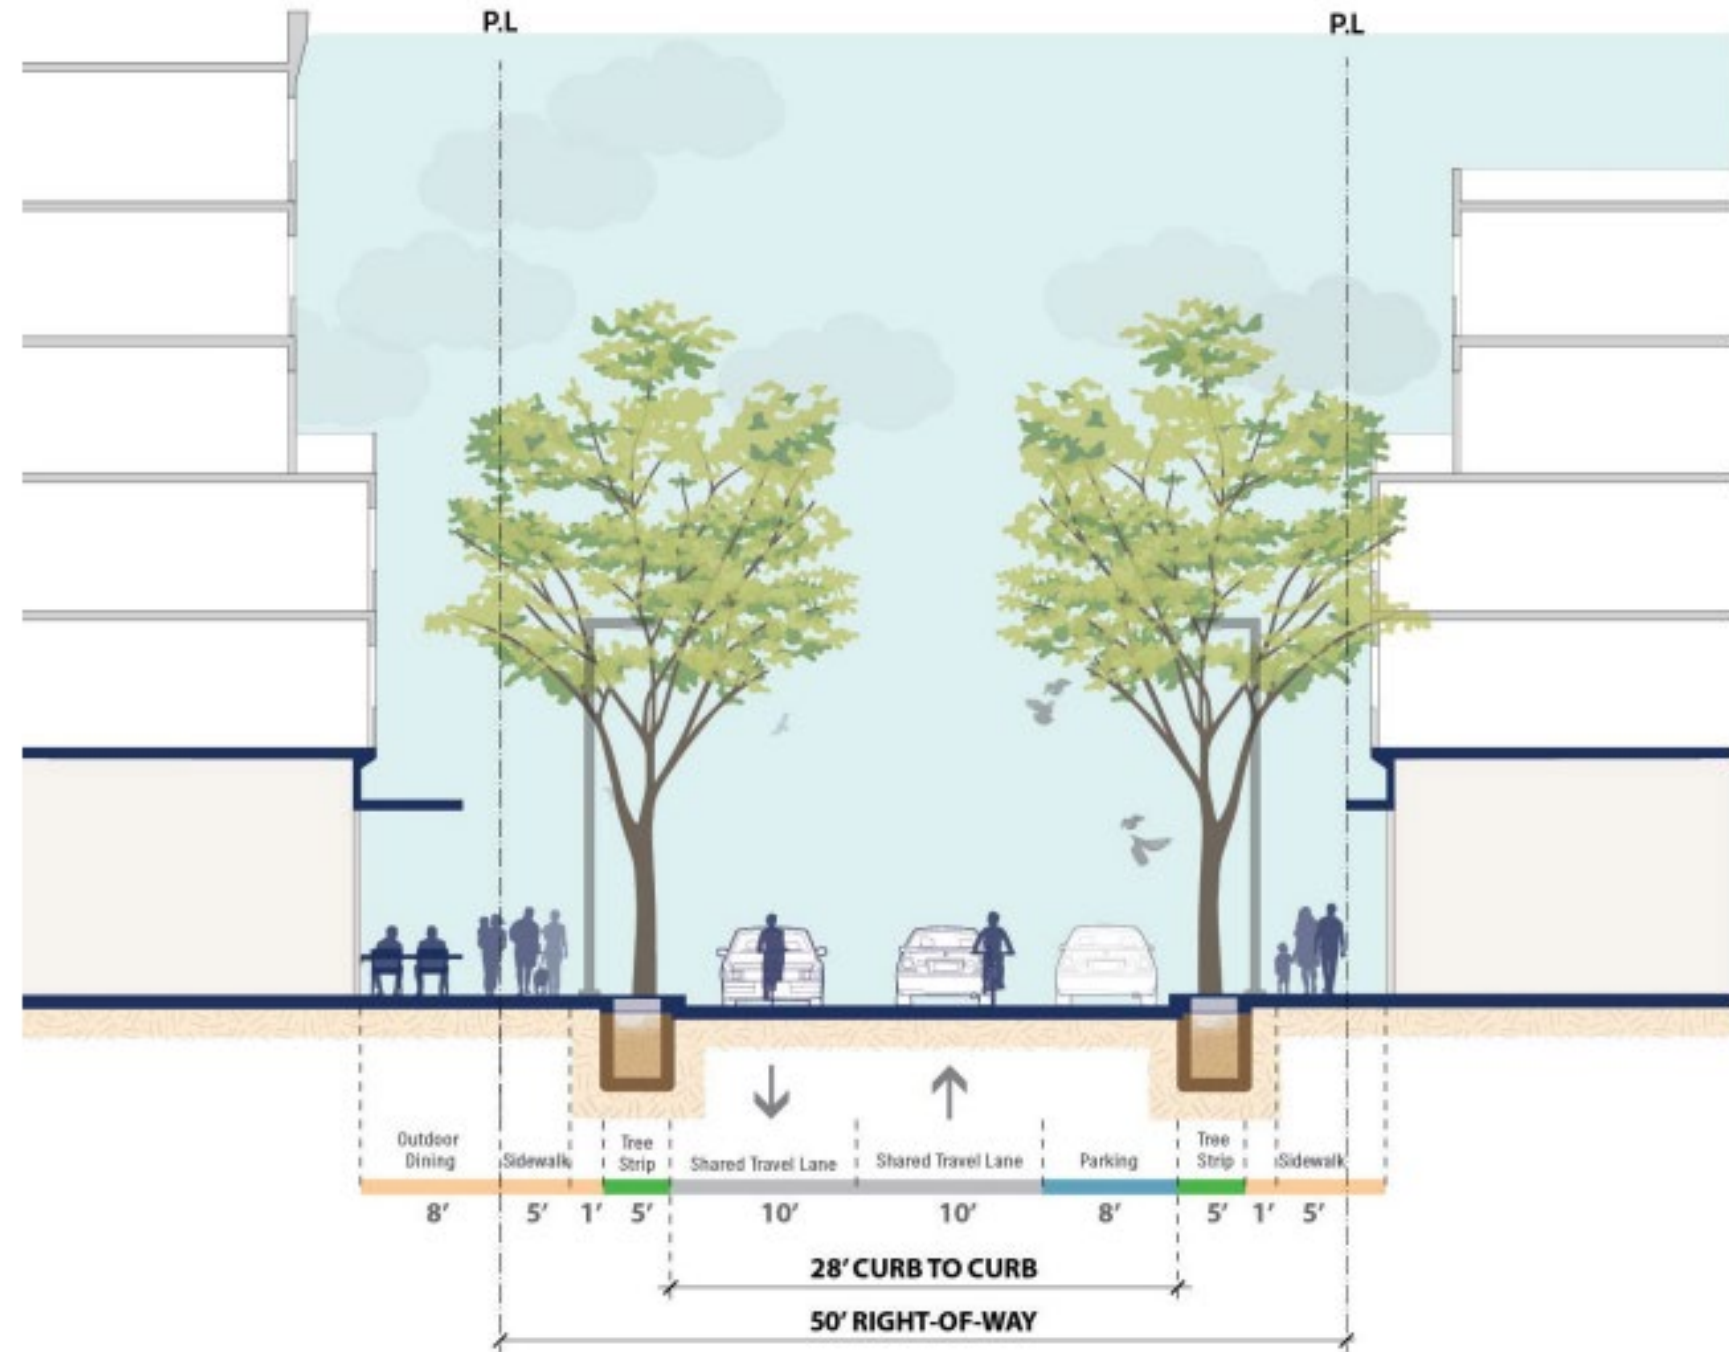 P.L
P.L
Outdoor
Dining
Sidewalk
Tree
Strip
Shared Travel Lane
Shared Travel Lane
Parking
Tree
Strip
Sidewalk
8’ 5’ 1’ 5’ 10’ 10’ 8’ 5’ 1’ 5’
28’ CURB TO CURB
50’ RIGHT-OF-WAY